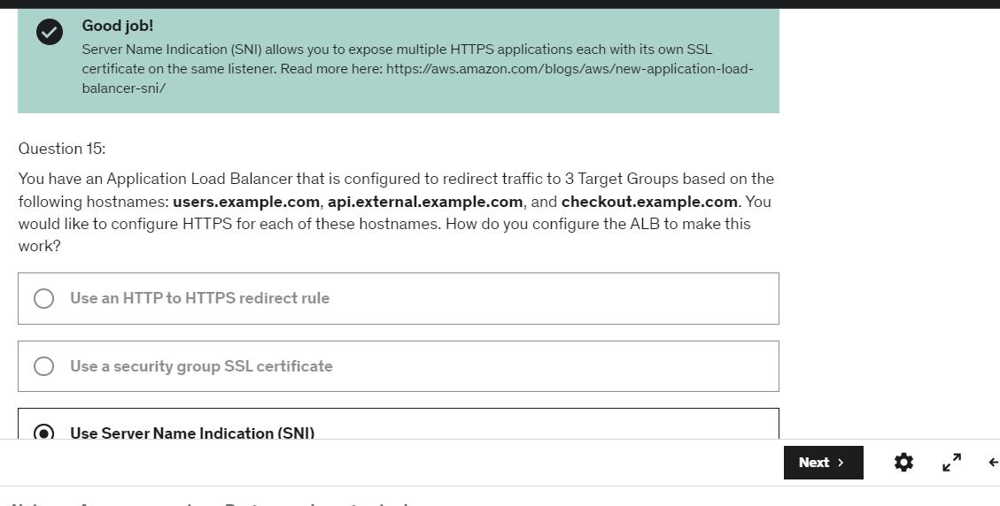 Good job!
Server Name Indication (SNI) allows you to expose multiple HTTPS applications each with its own SSL
certificate on the same listener. Read more here: https://aws.amazon.com/blogs/aws/new-application-load-
balancer-sni/
Question 15:
You have an Application Load Balancer that is configured to redirect traffic to 3 Target Groups based on the
following hostnames: users.example.com, api.external.example.com, and checkout.example.com. You
would like to configure HTTPS for each of these hostnames. How do you configure the ALB to make this
work?
Use an HTTP to HTTPS redirect rule
Use a security group SSL certificate
Use Server Name Indication (SNI)
Next